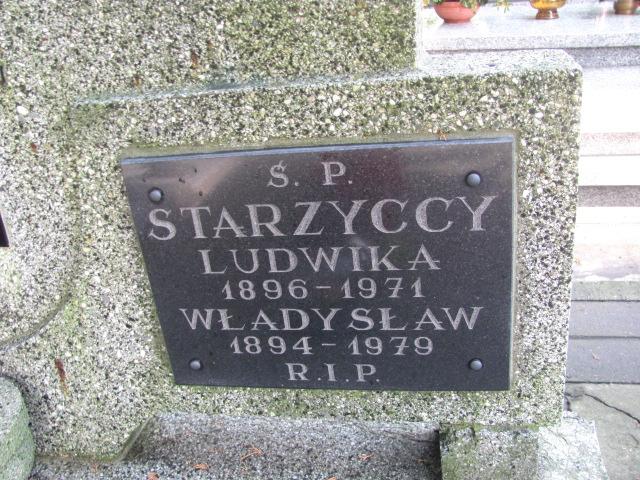 Ś. P.
STARZYCCY
LUDWIKA
1896-1971
WŁADYSŁAW
1894-1979
R.I.P.